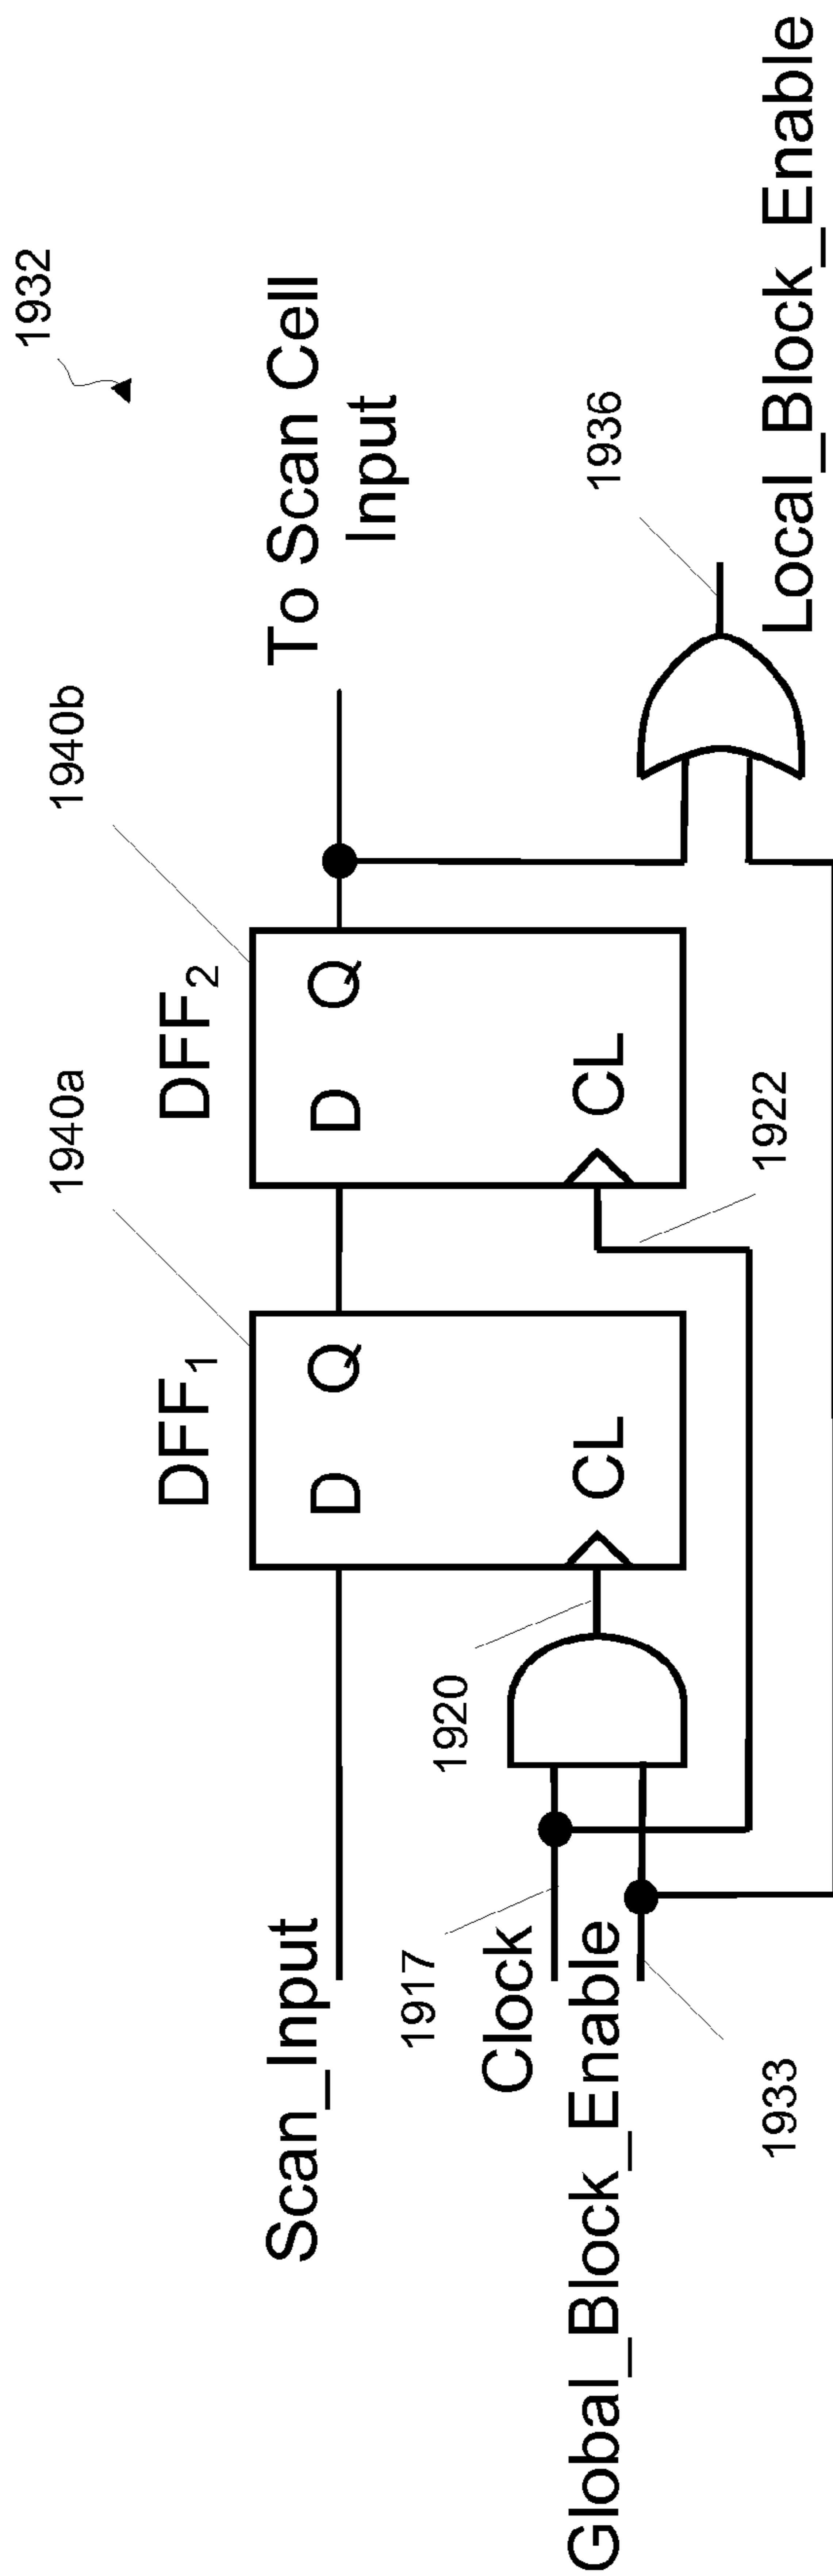 1932
1940a
1940b
DFF1
DFF2
Scan_Input
D Q
D Q
To Scan Cell
Input
1917
1920
Clock
CL
CL
1936
Global_Block_Enable
1933
1922
Local_Block_Enable